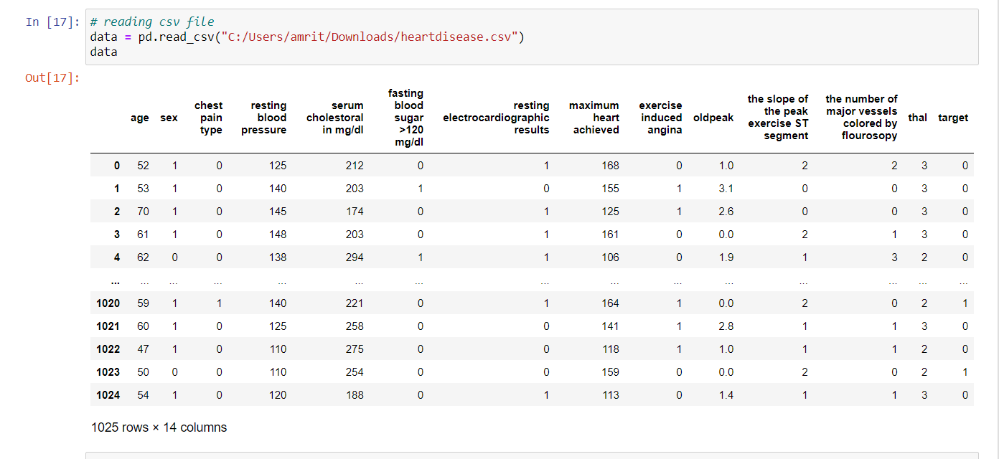 In [17]: # reading csv file
data = pd.read_csv("C:/Users/amrit/Downloads/heartdisease.csv")
data
Out[17]:
age sex chest pain type resting blood pressure serum cholestoral in mg/dl fasting blood sugar >120 mg/dl resting electrocardiographic results maximum heart achieved exercise induced angina oldpeak the slope of the peak exercise ST segment the number of major vessels colored by flourosopy thal target
0 52 1 0 125 212 0 1 168 0 1.0 2 2 3 0
1 53 1 0 140 203 1 0 155 1 3.1 0 0 3 0
2 70 1 0 145 174 0 1 125 1 2.6 0 0 3 0
3 61 1 0 148 203 0 1 161 0 0.0 2 1 3 0
4 62 0 0 138 294 1 1 106 0 1.9 1 3 2 0
... ... ... ... ... ... ... ... ... ... ... ... ... ... ...
1020 59 1 1 140 221 0 1 164 1 0.0 2 0 2 1
1021 60 1 0 125 258 0 0 141 1 2.8 1 1 3 0
1022 47 1 0 110 275 0 0 118 1 1.0 1 1 2 0
1023 50 0 0 110 254 0 0 159 0 0.0 2 0 2 1
1024 54 1 0 120 188 0 1 113 0 1.4 1 1 3 0
1025 rows × 14 columns